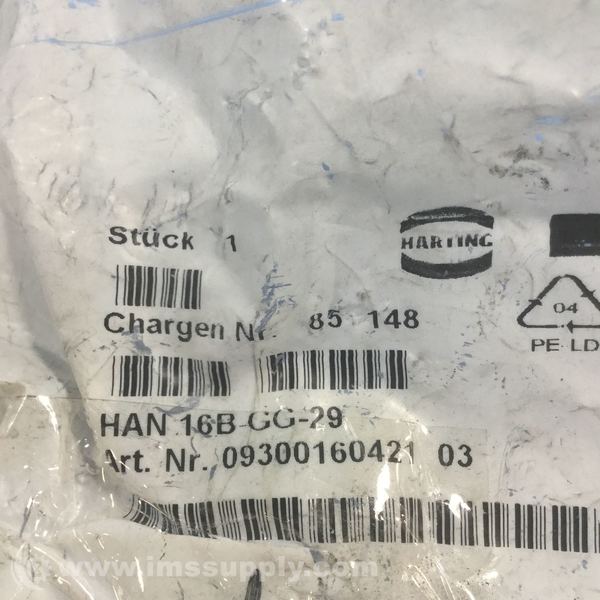 Stück 1
HARTING
Chargen Nr. 85 148
04
PE-LD
HAN 16B-GG-29
Art. Nr. 09300160421 03
www.imssupply.com